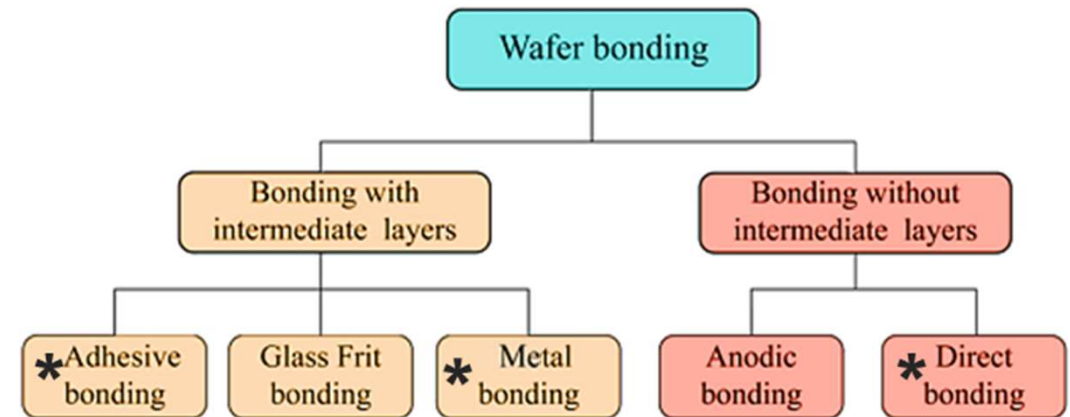 Wafer bonding
Bonding with
intermediate layers
Bonding without
intermediate layers
*Adhesive
bonding
Glass Frit
bonding
* Metal
bonding
Anodic
bonding
* Direct
bonding